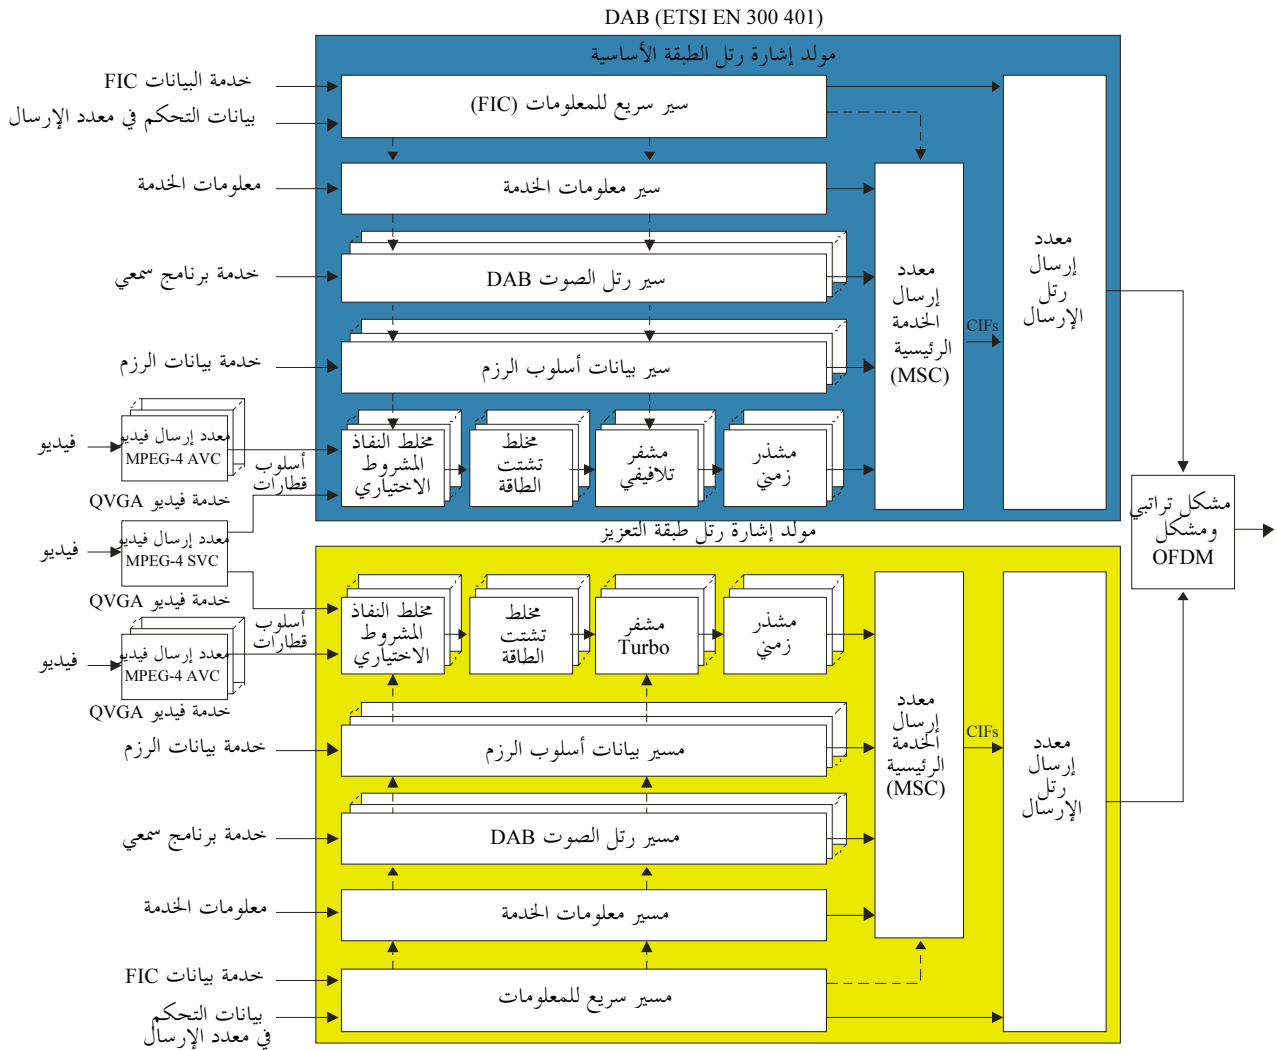 DAB (ETSI EN 300 401)
مولد إشارة رتل الطبقة الأساسية
خدمة البيانات FIC
بيانات التحكم في معدد الإرسال
سير سريع للمعلومات (FIC)
معلومات الخدمة
سير معلومات الخدمة
خدمة برنامج سمعي
سير رتل الصوت DAB
خدمة بيانات الرزم
سير بيانات أسلوب الرزم
معدد
إرسال
الخدمة
الرئيسية
(MSC)
CIFs
معدد
إرسال
رتل
الإرسال
فيديو
معدد إرسال فيديو
MPEG-4 AVC
خدمة فيديو QVGA
أسلوب
قطارات
مخلط النفاذ
المشروط
الاختياري
مخلط
تشتت
الطاقة
مشفر
تلافيفي
مشذر
زمني
فيديو
معدد إرسال فيديو
MPEG-4 SVC
خدمة فيديو QVGA
مشكل تراتبي
ومشكل
OFDM
مولد إشارة رتل طبقة التعزيز
أسلوب
قطارات
مخلط النفاذ
المشروط
الاختياري
مخلط
تشتت
الطاقة
مشفر
Turbo
مشذر
زمني
فيديو
معدد إرسال فيديو
MPEG-4 AVC
خدمة فيديو QVGA
خدمة بيانات الرزم
مسير بيانات أسلوب الرزم
معدد
إرسال
الخدمة
الرئيسية
(MSC)
CIFs
معدد
إرسال
رتل
الإرسال
خدمة برنامج سمعي
مسير رتل الصوت DAB
معلومات الخدمة
مسير معلومات الخدمة
خدمة بيانات FIC
مسير سريع للمعلومات
بيانات التحكم
في معدد الإرسال